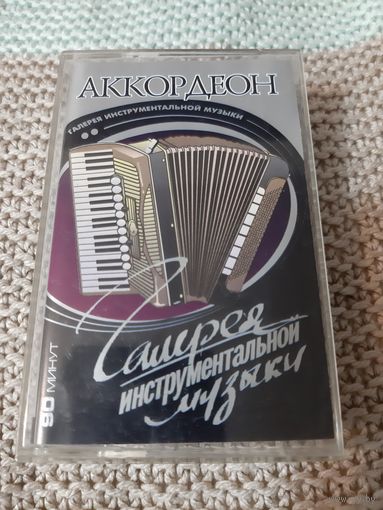 АККОРДЕОН
ГАЛЕРЕЯ ИНСТРУМЕНТАЛЬНОЙ МУЗЫКИ
Галерея
инструментальной
музыки
90 МИНУТ